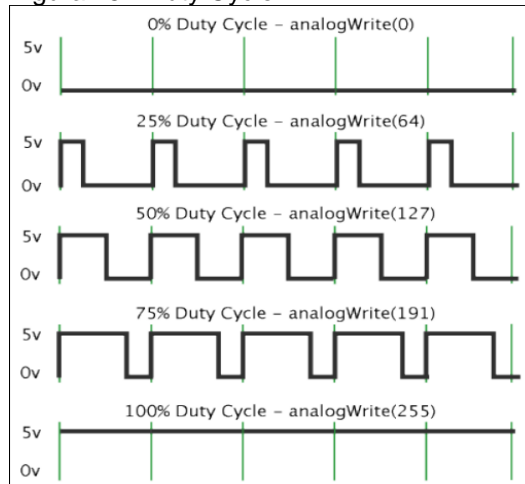 0% Duty Cycle – analogWrite(0)
5v
0v
25% Duty Cycle – analogWrite(64)
5v
0v
50% Duty Cycle – analogWrite(127)
5v
0v
75% Duty Cycle – analogWrite(191)
5v
0v
100% Duty Cycle – analogWrite(255)
5v
0v